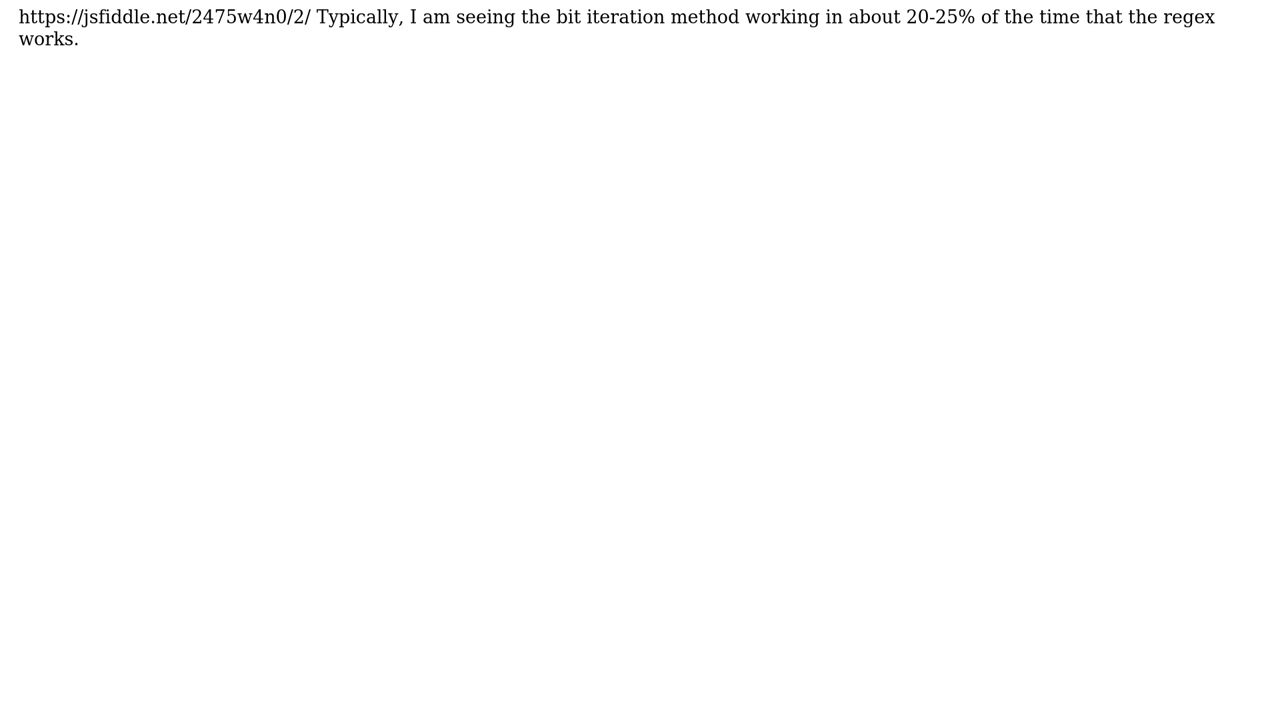 https://jsfiddle.net/2475w4n0/2/ Typically, I am seeing the bit iteration method working in about 20-25% of the time that the regex
works.